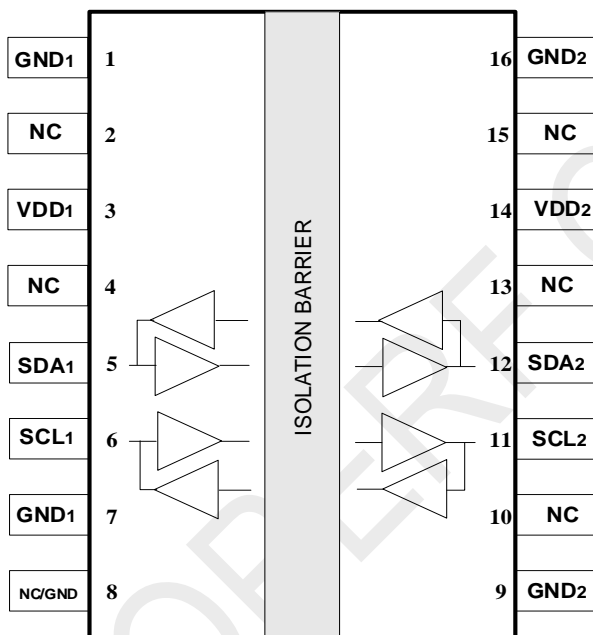 GND1 1 16 GND2
NC 2 15 NC
VDD1 3 14 VDD2
NC 4 13 NC
SDA1 5 12 SDA2
SCL1 6 11 SCL2
GND1 7 10 NC
NC/GND 8 9 GND2
ISOLATION BARRIER